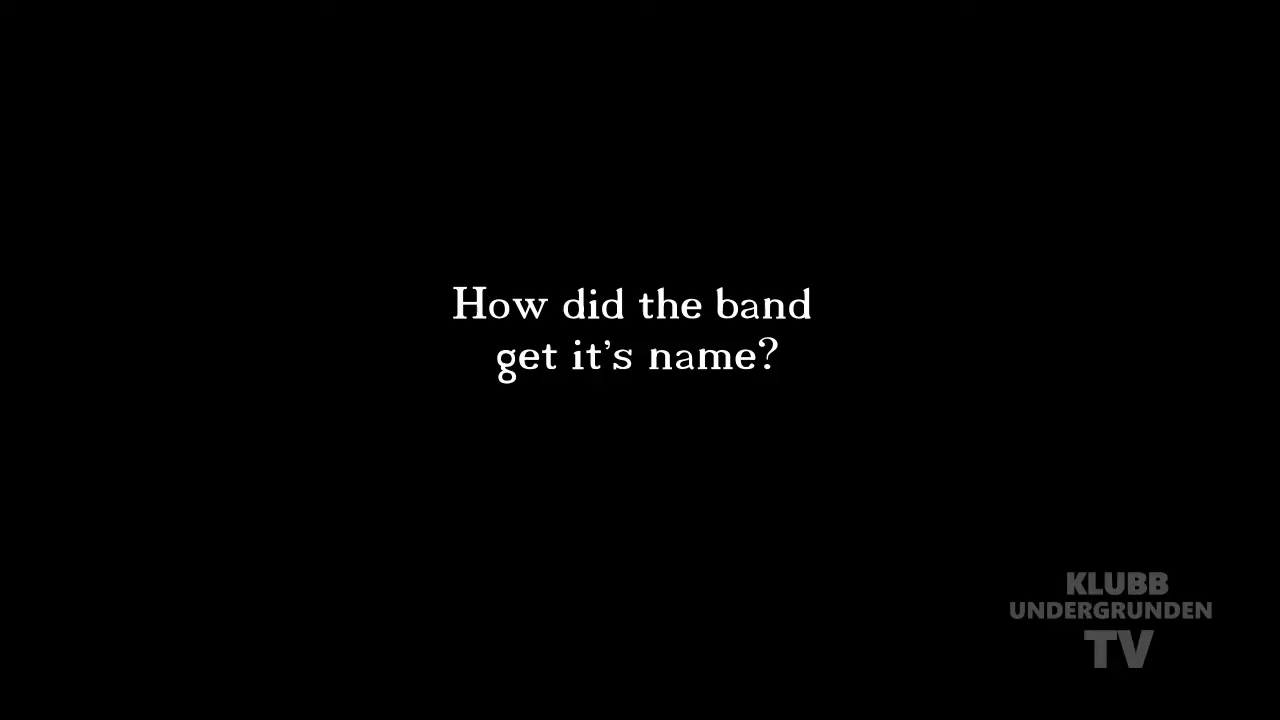 How did the band
get it's name?
KLUBB
UNDERGRUNDEN
TV